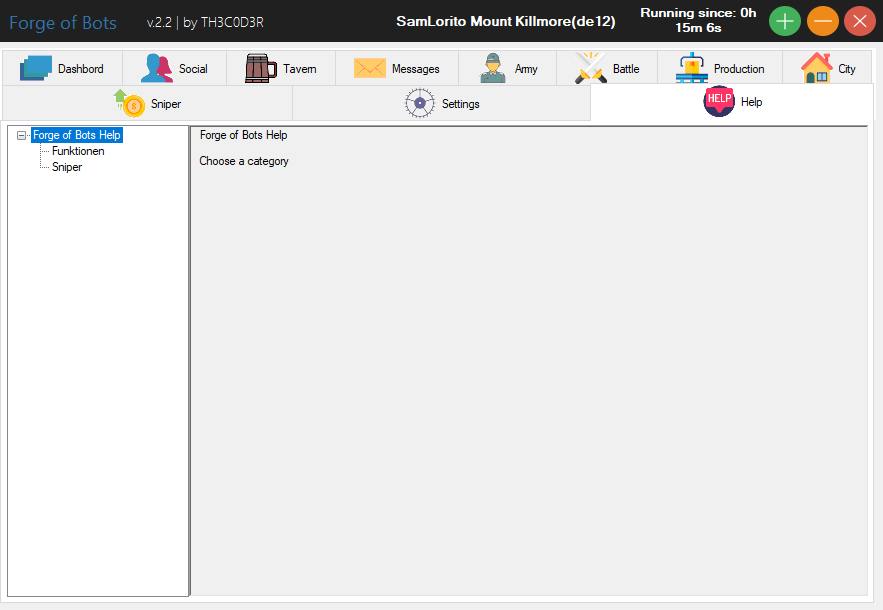 Forge of Bots
v.2.2 | by TH3C0D3R
SamLorito Mount Killmore(de12)
Running since: 0h
15m 6s
Dashbord
Social
Tavern
Messages
Army
Battle
Production
City
Sniper
Settings
HELP
Help
Forge of Bots Help
Funktionen
Sniper
Forge of Bots Help
Choose a category